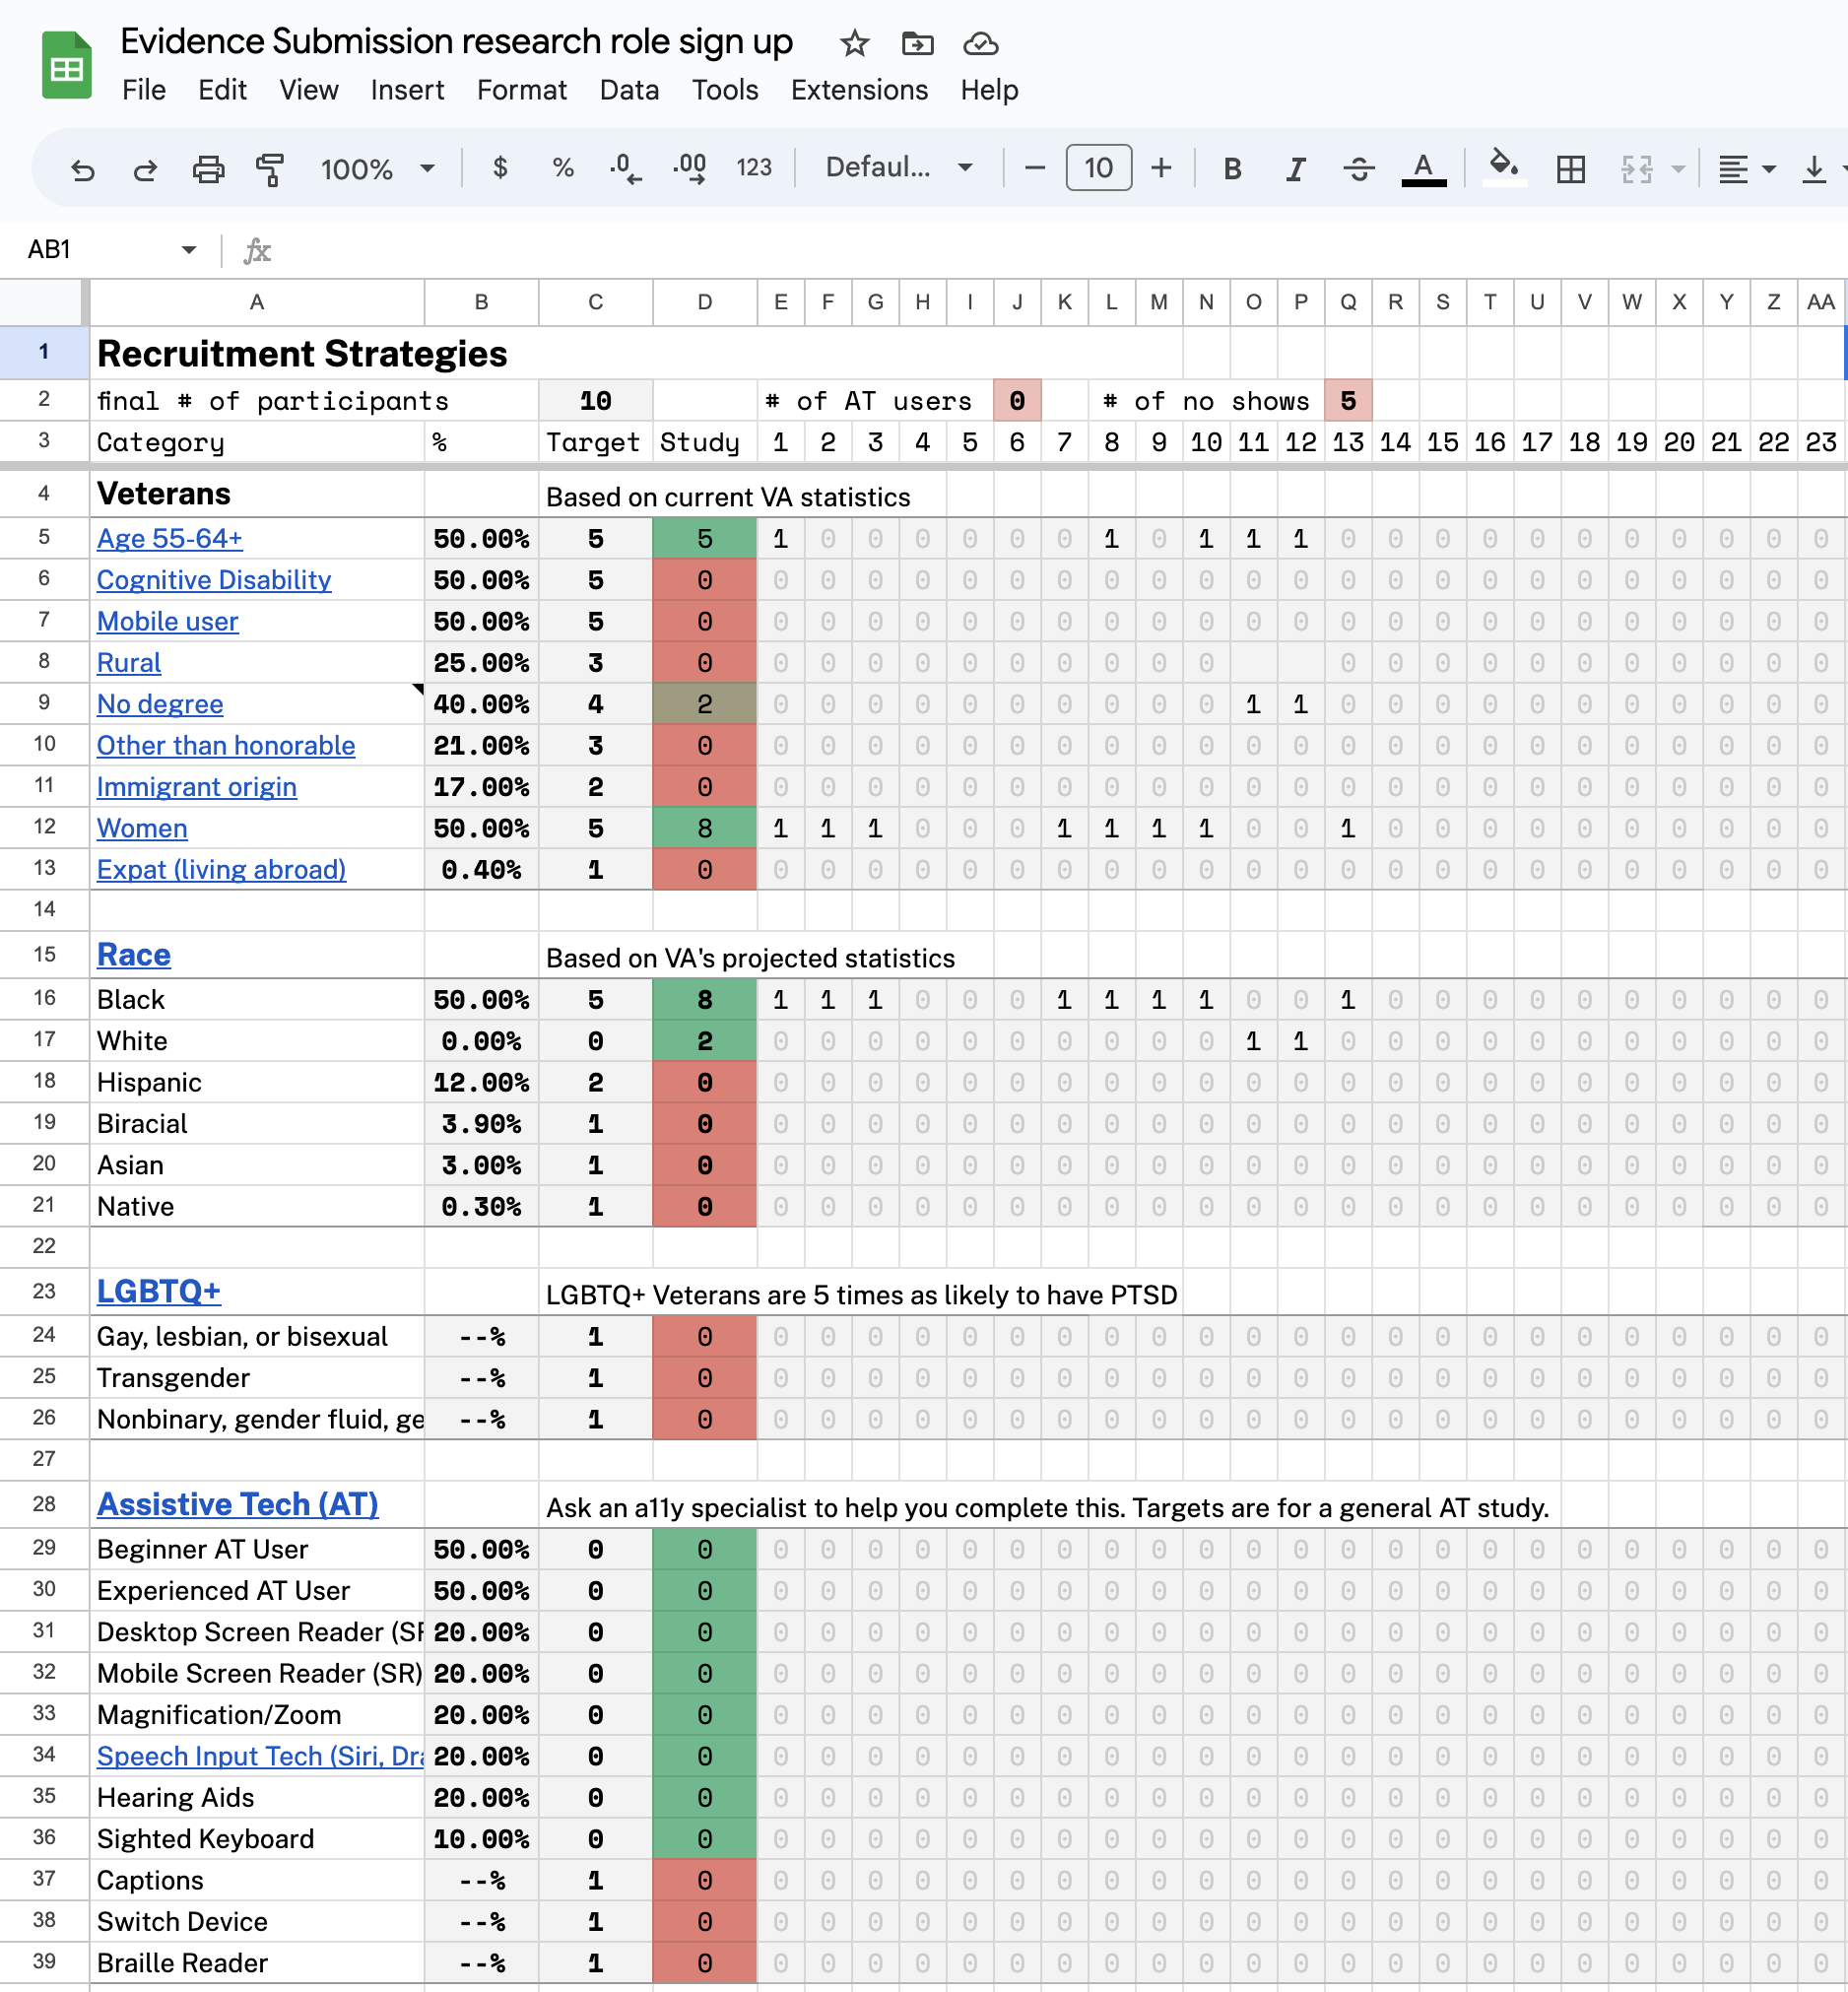 Evidence Submission research role sign up
File Edit View Insert Format Data Tools Extensions Help
100% $ % .0 .00 123 Defaul... 10 B I A
AB1 fx
A B C D E F G H I J K L M N O P Q R S T U V W X Y Z AA
1 Recruitment Strategies
2 final # of participants 10 # of AT users 0 # of no shows 5
3 Category % Target Study 1 2 3 4 5 6 7 8 9 10 11 12 13 14 15 16 17 18 19 20 21 22 23
4 Veterans Based on current VA statistics
5 Age 55-64+ 50.00% 5 5 1 0 0 0 0 0 0 1 0 1 1 1 0 0 0 0 0 0 0 0 0 0 0
6 Cognitive Disability 50.00% 5 0 0 0 0 0 0 0 0 0 0 0 0 0 0 0 0 0 0 0 0 0 0 0 0
7 Mobile user 50.00% 5 0 0 0 0 0 0 0 0 0 0 0 0 0 0 0 0 0 0 0 0 0 0 0 0
8 Rural 25.00% 3 0 0 0 0 0 0 0 0 0 0 0 0 0 0 0 0 0 0 0 0 0 0
9 No degree 40.00% 4 2 0 0 0 0 0 0 0 0 0 0 1 1 0 0 0 0 0 0 0 0 0 0 0
10 Other than honorable 21.00% 3 0 0 0 0 0 0 0 0 0 0 0 0 0 0 0 0 0 0 0 0 0 0 0 0
11 Immigrant origin 17.00% 2 0 0 0 0 0 0 0 0 0 0 0 0 0 0 0 0 0 0 0 0 0 0 0 0
12 Women 50.00% 5 8 1 1 1 0 0 0 1 1 1 1 0 0 1 0 0 0 0 0 0 0 0 0 0
13 Expat (living abroad) 0.40% 1 0 0 0 0 0 0 0 0 0 0 0 0 0 0 0 0 0 0 0 0 0 0 0 0
14
15 Race Based on VA's projected statistics
16 Black 50.00% 5 8 1 1 1 0 0 0 1 1 1 1 0 0 1 0 0 0 0 0 0 0 0 0 0
17 White 0.00% 0 2 0 0 0 0 0 0 0 0 0 0 1 1 0 0 0 0 0 0 0 0 0 0 0
18 Hispanic 12.00% 2 0 0 0 0 0 0 0 0 0 0 0 0 0 0 0 0 0 0 0 0 0 0 0 0
19 Biracial 3.90% 1 0 0 0 0 0 0 0 0 0 0 0 0 0 0 0 0 0 0 0 0 0 0 0 0
20 Asian 3.00% 1 0 0 0 0 0 0 0 0 0 0 0 0 0 0 0 0 0 0 0 0 0 0 0 0
21 Native 0.30% 1 0 0 0 0 0 0 0 0 0 0 0 0 0 0 0 0 0 0 0 0 0 0 0 0
22
23 LGBTQ+ LGBTQ+ Veterans are 5 times as likely to have PTSD
24 Gay, lesbian, or bisexual --% 1 0 0 0 0 0 0 0 0 0 0 0 0 0 0 0 0 0 0 0 0 0 0 0 0
25 Transgender --% 1 0 0 0 0 0 0 0 0 0 0 0 0 0 0 0 0 0 0 0 0 0 0 0 0
26 Nonbinary, gender fluid, ge --% 1 0 0 0 0 0 0 0 0 0 0 0 0 0 0 0 0 0 0 0 0 0 0 0 0
27
28 Assistive Tech (AT) Ask an a11y specialist to help you complete this. Targets are for a general AT study.
29 Beginner AT User 50.00% 0 0 0 0 0 0 0 0 0 0 0 0 0 0 0 0 0 0 0 0 0 0 0 0 0
30 Experienced AT User 50.00% 0 0 0 0 0 0 0 0 0 0 0 0 0 0 0 0 0 0 0 0 0 0 0 0 0
31 Desktop Screen Reader (SR 20.00% 0 0 0 0 0 0 0 0 0 0 0 0 0 0 0 0 0 0 0 0 0 0 0 0 0
32 Mobile Screen Reader (SR) 20.00% 0 0 0 0 0 0 0 0 0 0 0 0 0 0 0 0 0 0 0 0 0 0 0 0 0
33 Magnification/Zoom 20.00% 0 0 0 0 0 0 0 0 0 0 0 0 0 0 0 0 0 0 0 0 0 0 0 0 0
34 Speech Input Tech (Siri, Dra 20.00% 0 0 0 0 0 0 0 0 0 0 0 0 0 0 0 0 0 0 0 0 0 0 0 0 0
35 Hearing Aids 20.00% 0 0 0 0 0 0 0 0 0 0 0 0 0 0 0 0 0 0 0 0 0 0 0 0 0
36 Sighted Keyboard 10.00% 0 0 0 0 0 0 0 0 0 0 0 0 0 0 0 0 0 0 0 0 0 0 0 0 0
37 Captions --% 1 0 0 0 0 0 0 0 0 0 0 0 0 0 0 0 0 0 0 0 0 0 0 0 0
38 Switch Device --% 1 0 0 0 0 0 0 0 0 0 0 0 0 0 0 0 0 0 0 0 0 0 0 0 0
39 Braille Reader --% 1 0 0 0 0 0 0 0 0 0 0 0 0 0 0 0 0 0 0 0 0 0 0 0 0